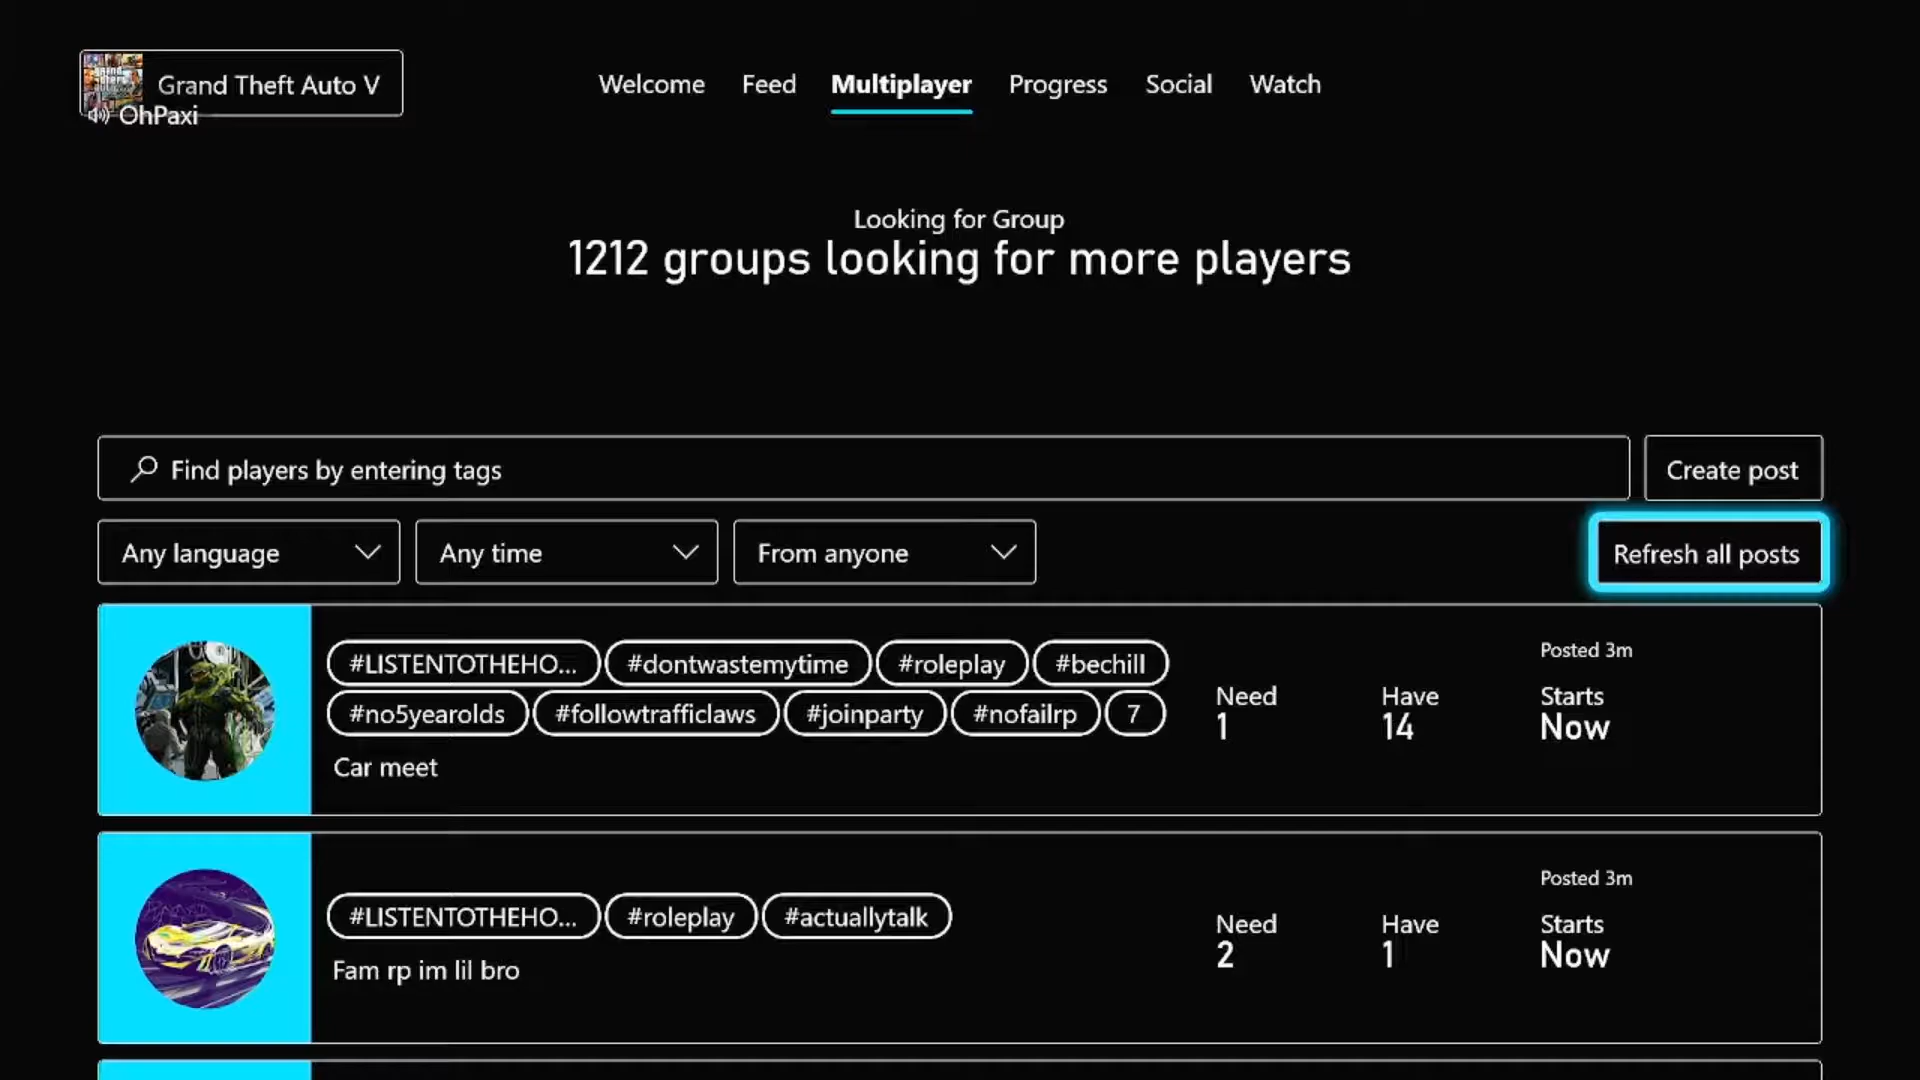 Grand Theft Auto V
OhPaxi
Welcome Feed Multiplayer Progress Social Watch
Looking for Group
1212 groups looking for more players
Find players by entering tags
Create post
Any language
Any time
From anyone
Refresh all posts
#LISTENTOTHEHO... #dontwastemytime #roleplay #bechill
#no5yearolds #followtrafficlaws #joinparty #nofailrp 7
Car meet
Need
1
Have
14
Posted 3m
Starts
Now
#LISTENTOTHEHO... #roleplay #actuallytalk
Fam rp im lil bro
Need
2
Have
1
Posted 3m
Starts
Now